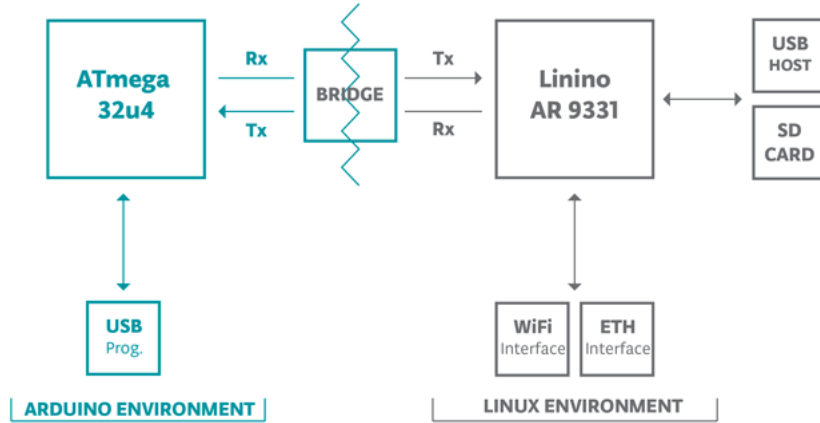 ATmega
32u4
Rx
Tx
BRIDGE
Tx
Rx
Linino
AR 9331
USB
HOST
SD
CARD
USB
Prog.
WiFi
Interface
ETH
Interface
ARDUINO ENVIRONMENT
LINUX ENVIRONMENT